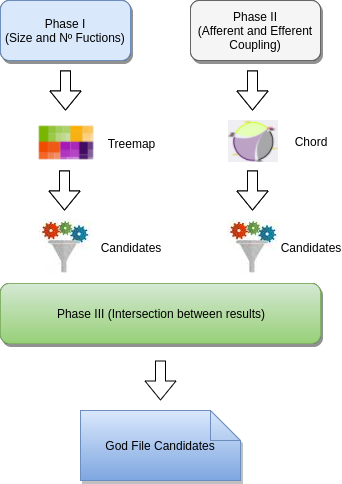 Phase I
(Size and Nº Fuctions)
Phase II
(Afferent and Efferent
Coupling)
Treemap
Chord
Candidates
Candidates
Phase III (Intersection between results)
God File Candidates